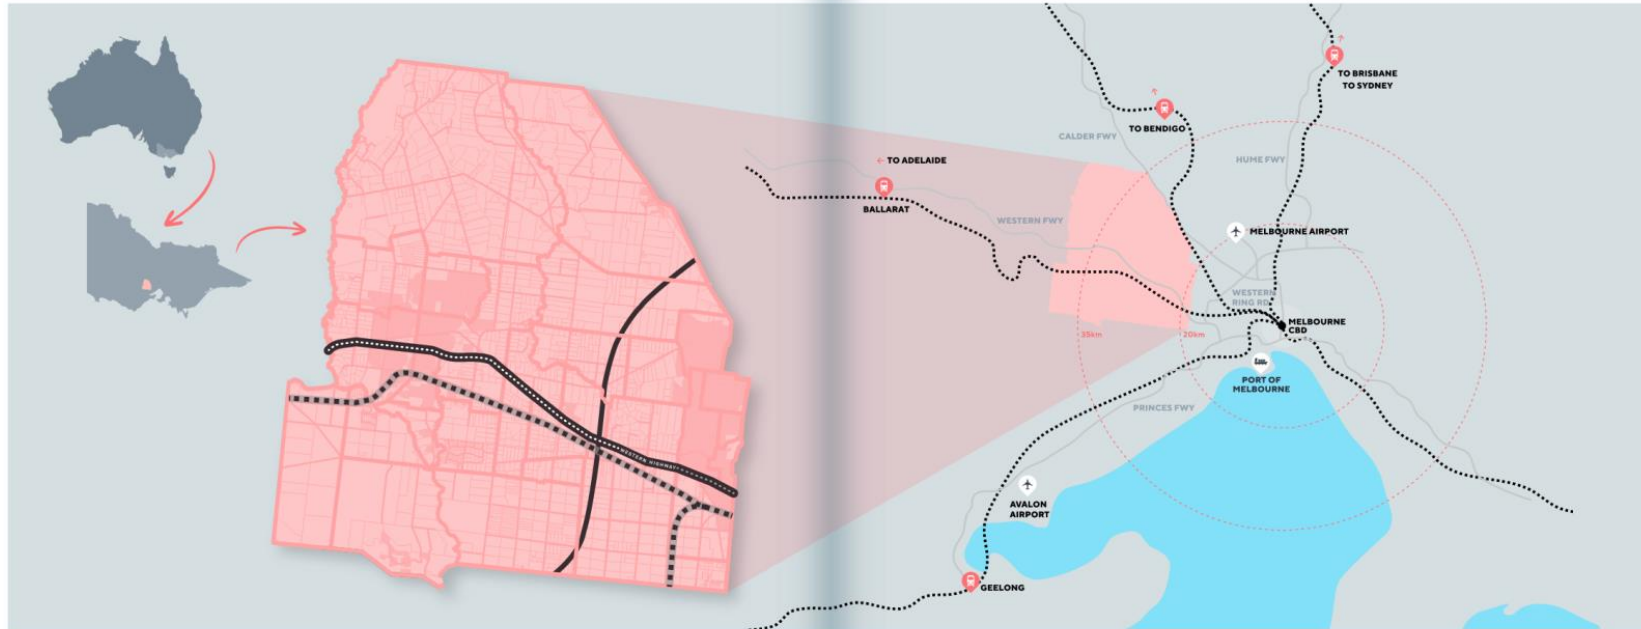 WESTERN HIGHWAY
TO BRISBANE
TO SYDNEY
TO BENDIGO
CALDER FWY
HUME FWY
← TO ADELAIDE
BALLARAT
WESTERN FWY
MELBOURNE AIRPORT
WESTERN
RING RD
MELBOURNE
CBD
35km
20km
PORT OF
MELBOURNE
PRINCES FWY
AVALON
AIRPORT
GEELONG